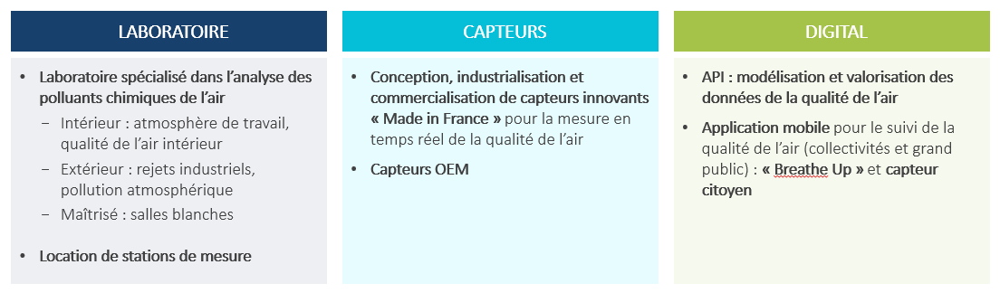 LABORATOIRE
• Laboratoire spécialisé dans l’analyse des
polluants chimiques de l’air
− Intérieur : atmosphère de travail,
qualité de l’air intérieur
− Extérieur : rejets industriels,
pollution atmosphérique
− Maîtrisé : salles blanches
• Location de stations de mesure
CAPTEURS
• Conception, industrialisation et
commercialisation de capteurs innovants
« Made in France » pour la mesure en
temps réel de la qualité de l’air
• Capteurs OEM
DIGITAL
• API : modélisation et valorisation des
données de la qualité de l’air
• Application mobile pour le suivi de la
qualité de l’air (collectivités et grand
public) : « Breathe Up » et capteur
citoyen